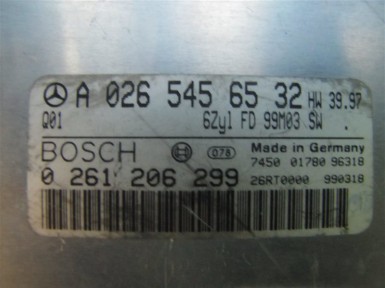 A 026 545 65 32 HW 39.97
Q01 6Zyl FD 99M03 SW .
BOSCH 078 Made in Germany
7450 01780 96318
0 261 206 299 26RT0000 990318